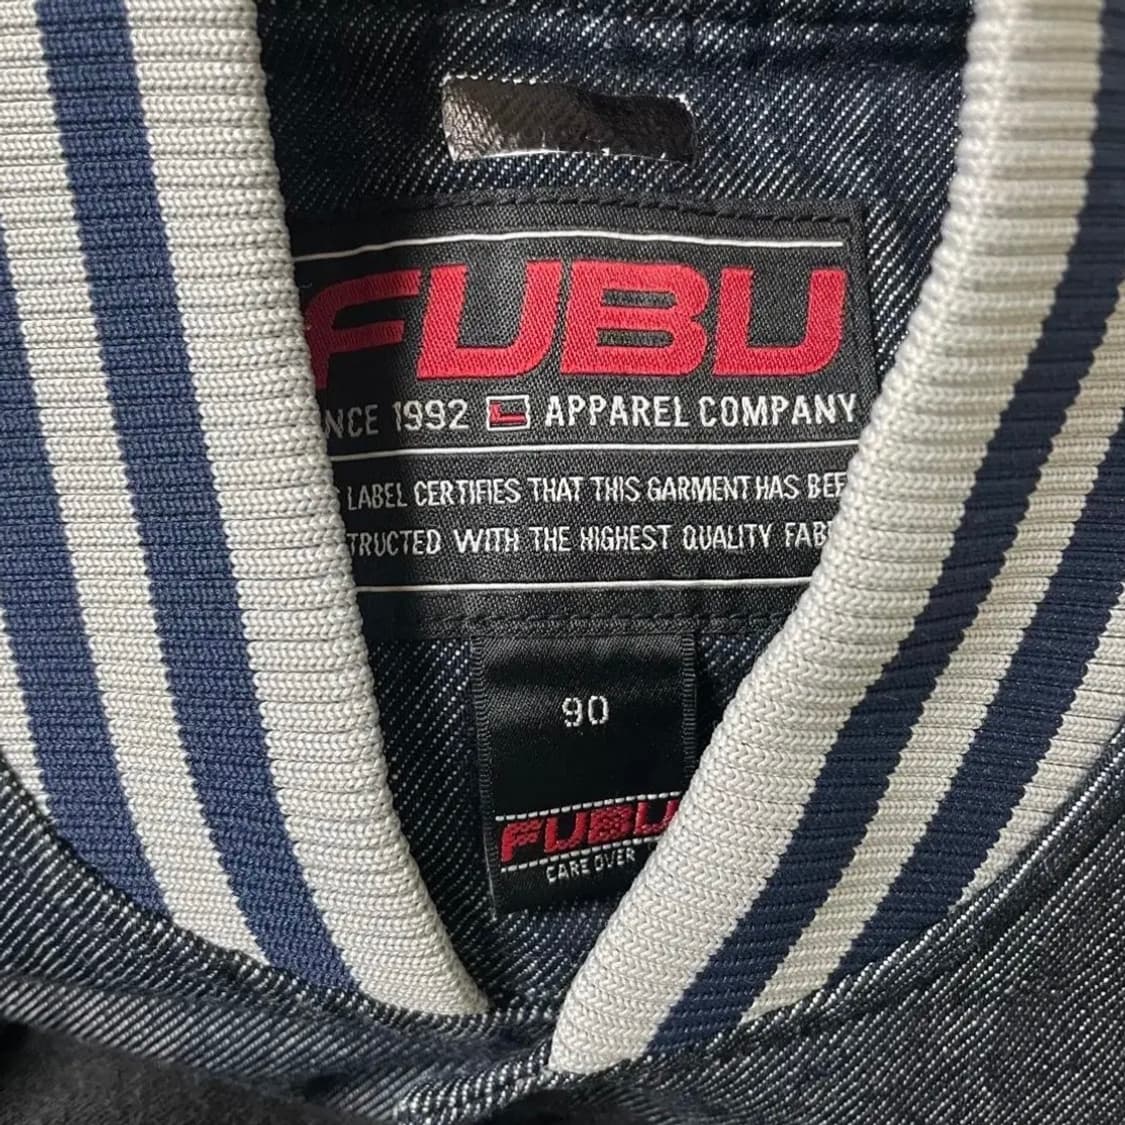 FUBU
NCE 1992 APPAREL COMPANY
LABEL CERTIFIES THAT THIS GARMENT HAS BEE
TRUCTED WITH THE HIGHEST QUALITY FAB
90
FUBU
CARE OVER